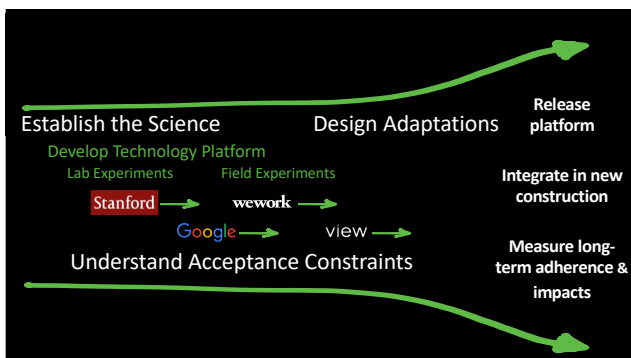 Establish the Science
Design Adaptations
Release
platform
Develop Technology Platform
Lab Experiments
Field Experiments
Stanford
wework
Google
view
Integrate in new
construction
Understand Acceptance Constraints
Measure long-
term adherence &
impacts